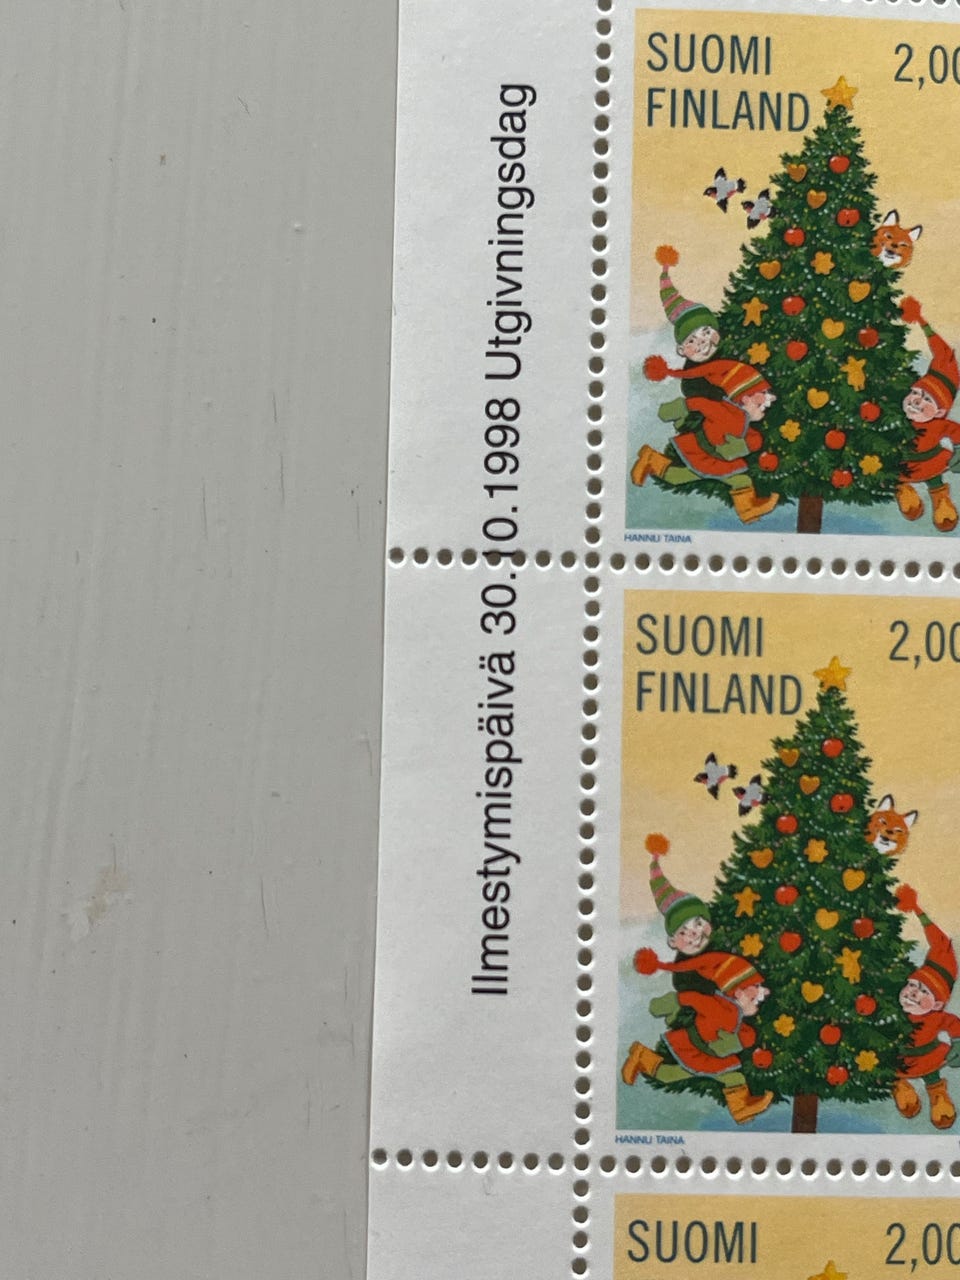 SUOMI 2,00
FINLAND
HANNU TAINA
Ilmestymispäivä 30.10.1998 Utgivningsdag
SUOMI 2,00
FINLAND
HANNU TAINA
SUOMI 2,00